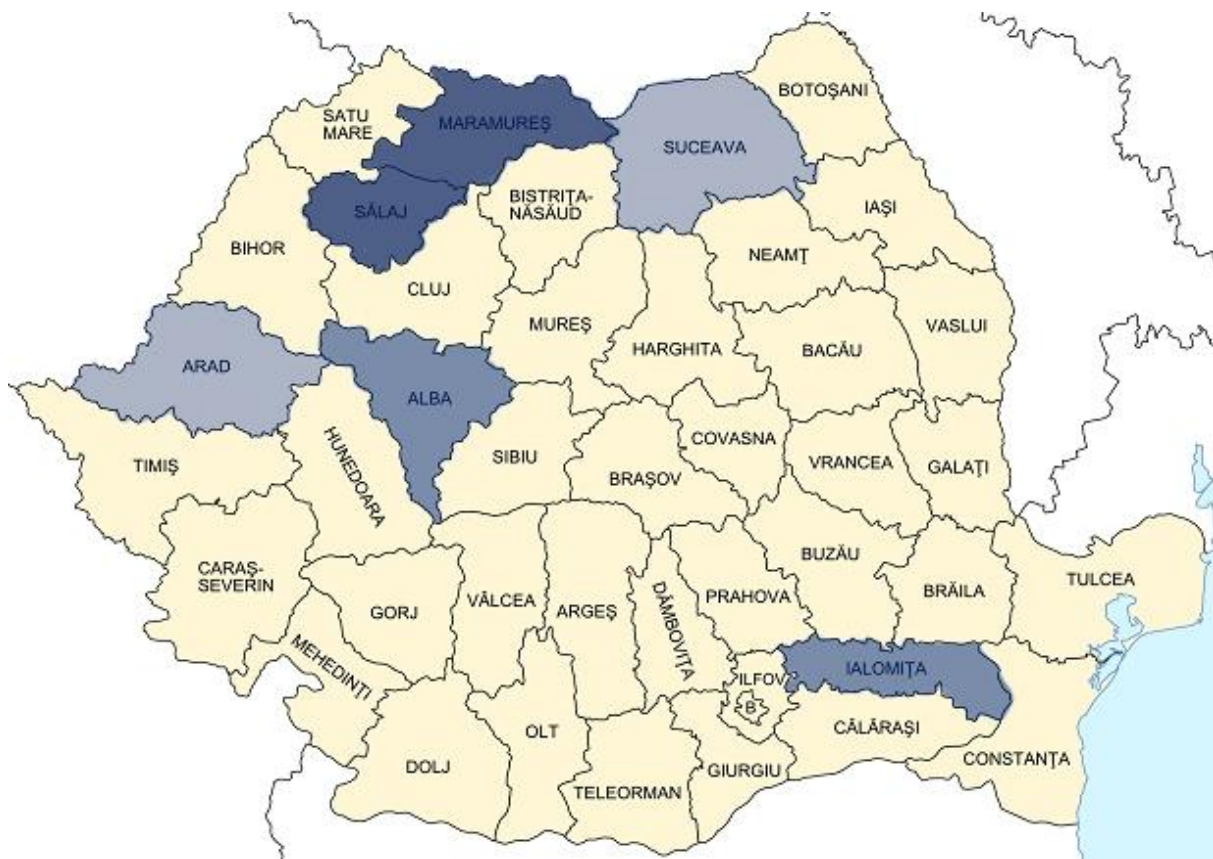 BOTOŞANI
SATU
MARE
MARAMUREŞ
SUCEAVA
BISTRIŢA-
NĂSĂUD
SĂLAJ
IAŞI
BIHOR
NEAMŢ
CLUJ
MUREŞ
VASLUI
HARGHITA
BACĂU
ARAD
ALBA
COVASNA
TIMIŞ
HUNEDOARA
SIBIU
BRAŞOV
VRANCEA
GALAŢI
CARAŞ-
SEVERIN
BUZĂU
TULCEA
GORJ
VÂLCEA
ARGEŞ
DÂMBOVIŢA
PRAHOVA
BRĂILA
MEHEDINŢI
IALOMIŢA
ILFOV
B
CĂLĂRAŞI
OLT
DOLJ
TELEORMAN
GIURGIU
CONSTANŢA